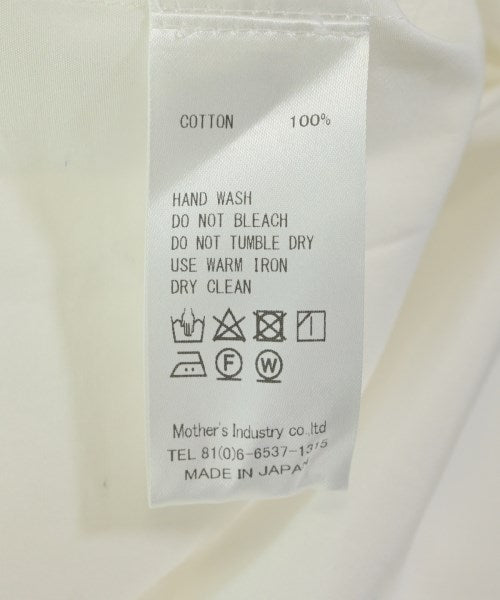 COTTON 100%
HAND WASH
DO NOT BLEACH
DO NOT TUMBLE DRY
USE WARM IRON
DRY CLEAN
F W
Mother's Industry co.,ltd
TEL 81(0)6-6537-1315
MADE IN JAPAN